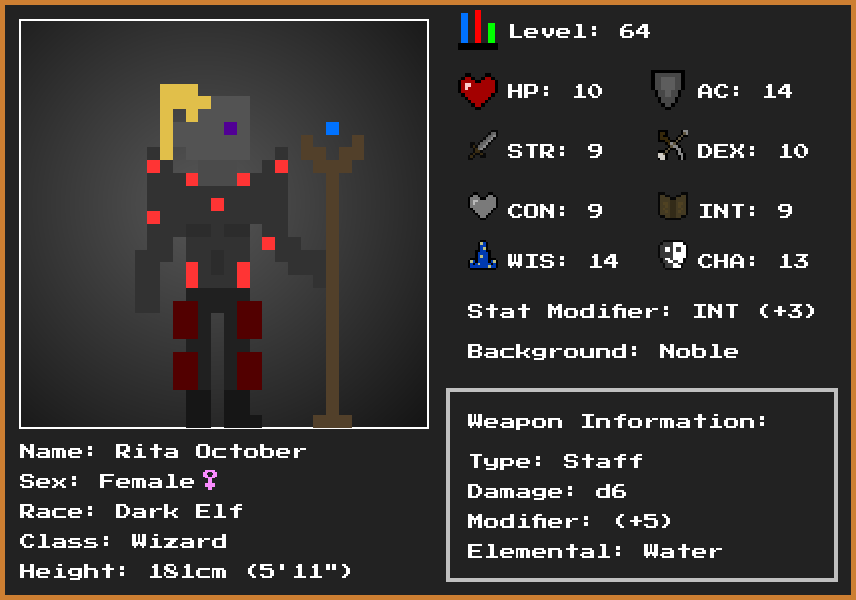 Level: 64
HP: 10
AC: 14
STR: 9
DEX: 10
CON: 9
INT: 9
WIS: 14
CHA: 13
Stat Modifier: INT (+3)
Background: Noble
Weapon Information:
Type: Staff
Damage: d6
Modifier: (+5)
Elemental: Water
Name: Rita October
Sex: Female♀
Race: Dark Elf
Class: Wizard
Height: 181cm (5'11")